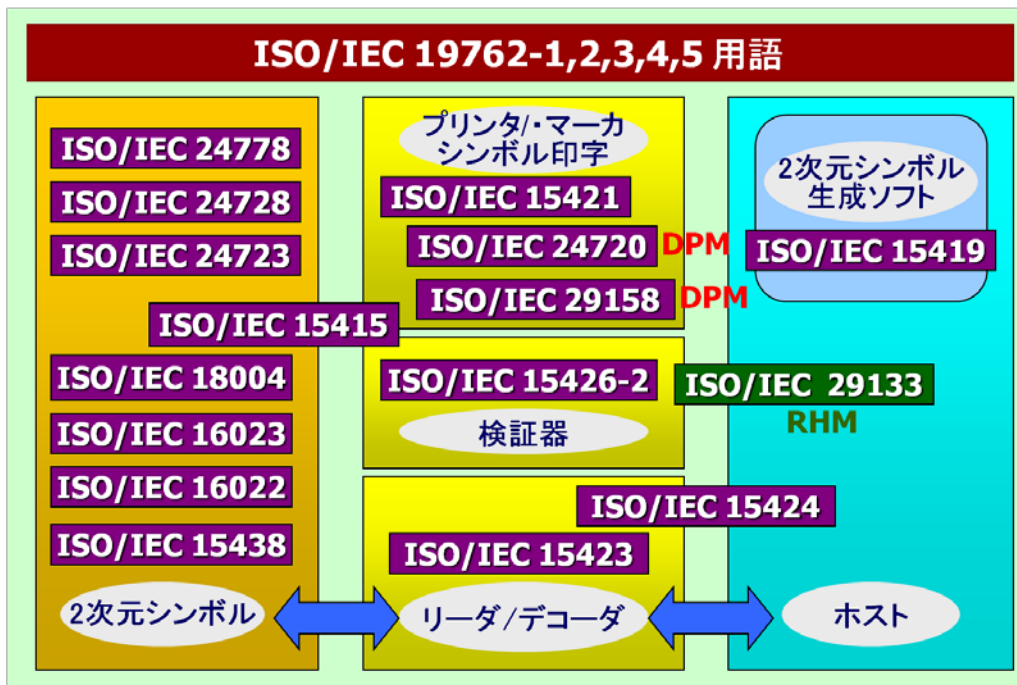 ISO/IEC 19762-1,2,3,4,5 用語
ISO/IEC 24778
ISO/IEC 24728
ISO/IEC 24723
ISO/IEC 15415
ISO/IEC 18004
ISO/IEC 16023
ISO/IEC 16022
ISO/IEC 15438
2次元シンボル
プリンタ/・マーカ
シンボル印字
ISO/IEC 15421
ISO/IEC 24720 DPM
ISO/IEC 29158 DPM
ISO/IEC 15426-2
検証器
ISO/IEC 15424
ISO/IEC 15423
リーダ/デコーダ
2次元シンボル
生成ソフト
ISO/IEC 15419
ISO/IEC 29133
RHM
ホスト